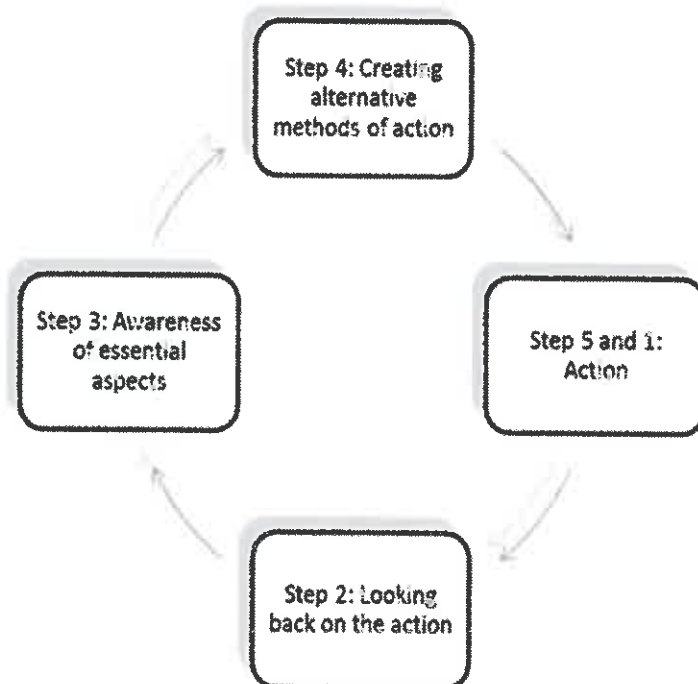 Step 4: Creating
alternative
methods of action
Step 3: Awareness
of essential
aspects
Step 5 and 1:
Action
Step 2: Looking
back on the action